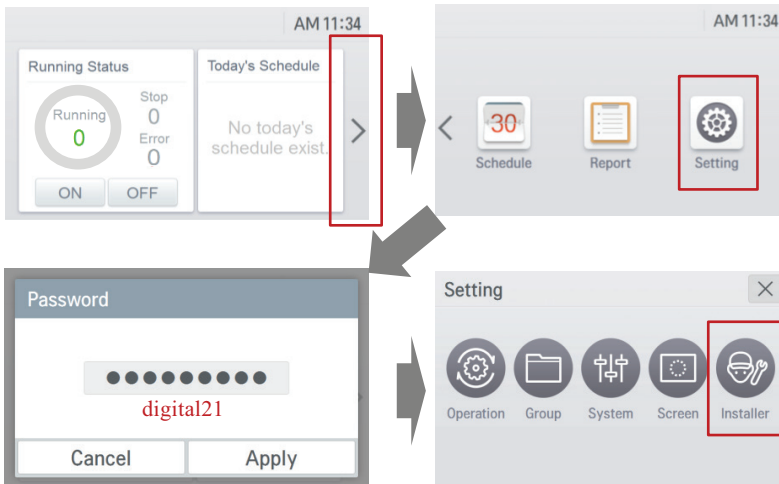 AM 11:34
Running Status
Running
0
Stop
0
Error
0
ON OFF
Today's Schedule
No today's
schedule exist.
AM 11:34
30
Schedule Report Setting
Password
●●●●●●●●●
digital21
Cancel Apply
Setting
Operation Group System Screen Installer